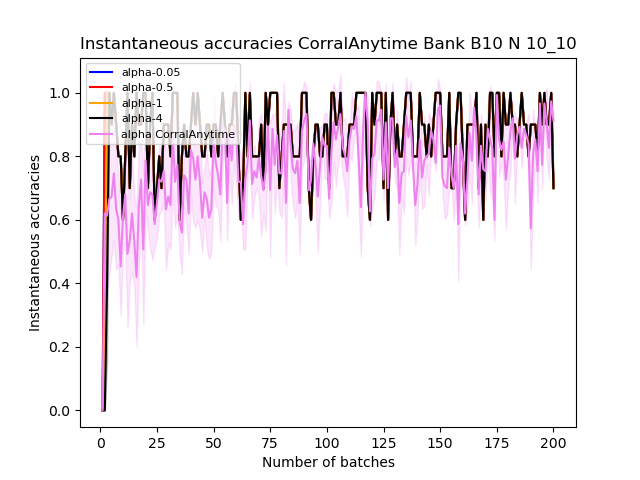 Instantaneous accuracies CorralAnytime Bank B10 N 10_10
alpha-0.05
alpha-0.5
alpha-1
alpha-4
alpha CorralAnytime
1.0
0.8
0.6
0.4
0.2
0.0
Instantaneous accuracies
0 25 50 75 100 125 150 175 200
Number of batches